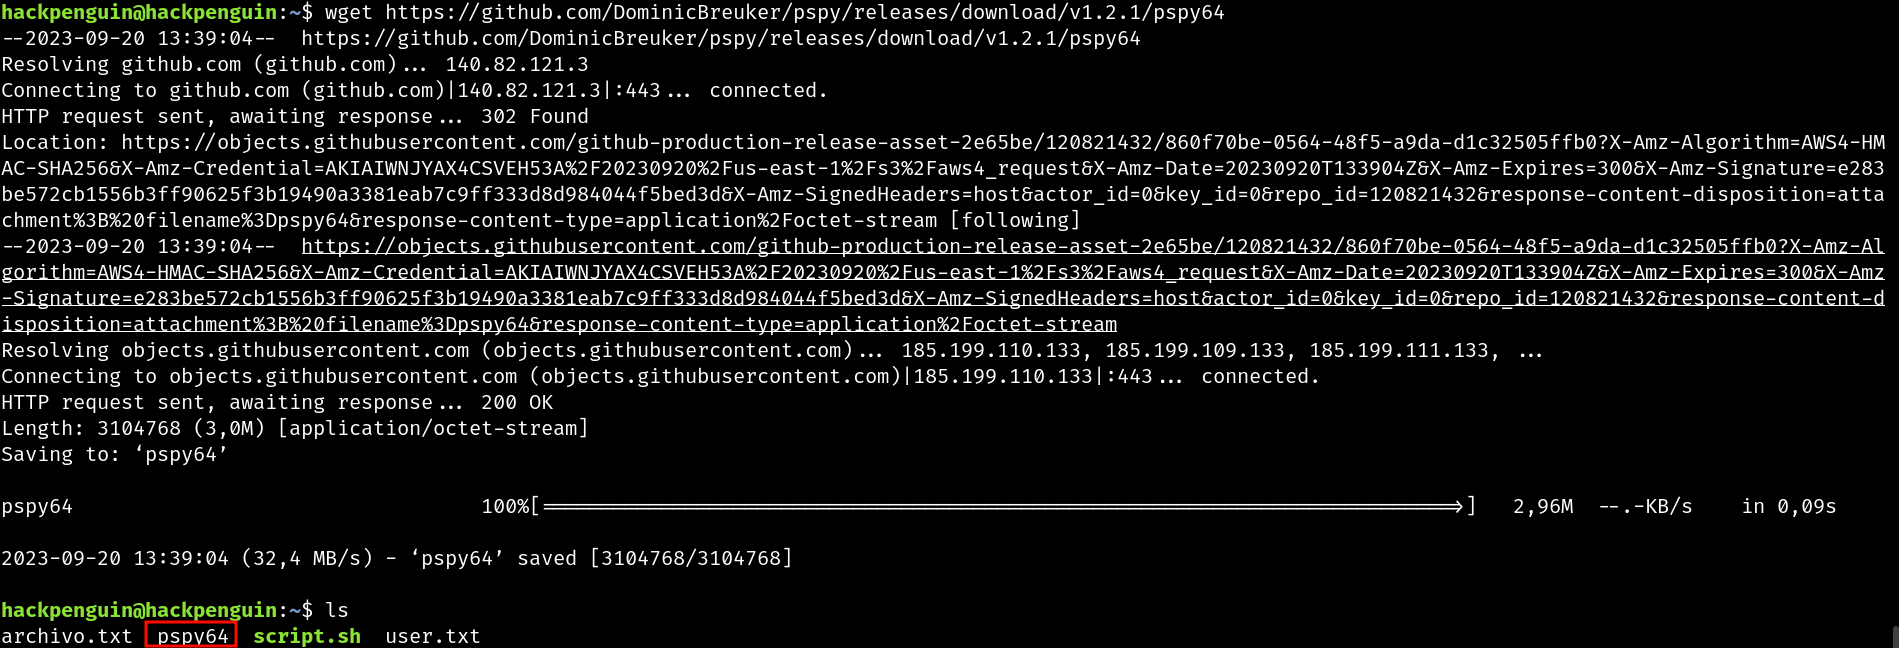 hackpenguin@hackpenguin:~$ wget https://github.com/DominicBreuker/pspy/releases/download/v1.2.1/pspy64
--2023-09-20 13:39:04--  https://github.com/DominicBreuker/pspy/releases/download/v1.2.1/pspy64
Resolving github.com (github.com)... 140.82.121.3
Connecting to github.com (github.com)|140.82.121.3|:443... connected.
HTTP request sent, awaiting response... 302 Found
Location: https://objects.githubusercontent.com/github-production-release-asset-2e65be/120821432/860f70be-0564-48f5-a9da-d1c32505ffb0?X-Amz-Algorithm=AWS4-HM
AC-SHA256&X-Amz-Credential=AKIAIWNJYAX4CSVEH53A%2F20230920%2Fus-east-1%2Fs3%2Faws4_request&X-Amz-Date=20230920T133904Z&X-Amz-Expires=300&X-Amz-Signature=e283
be572cb1556b3ff90625f3b19490a3381eab7c9ff333d8d984044f5bed3d&X-Amz-SignedHeaders=host&actor_id=0&key_id=0&repo_id=120821432&response-content-disposition=atta
chment%3B%20filename%3Dpspy64&response-content-type=application%2Foctet-stream [following]
--2023-09-20 13:39:04--  https://objects.githubusercontent.com/github-production-release-asset-2e65be/120821432/860f70be-0564-48f5-a9da-d1c32505ffb0?X-Amz-Al
gorithm=AWS4-HMAC-SHA256&X-Amz-Credential=AKIAIWNJYAX4CSVEH53A%2F20230920%2Fus-east-1%2Fs3%2Faws4_request&X-Amz-Date=20230920T133904Z&X-Amz-Expires=300&X-Amz
-Signature=e283be572cb1556b3ff90625f3b19490a3381eab7c9ff333d8d984044f5bed3d&X-Amz-SignedHeaders=host&actor_id=0&key_id=0&repo_id=120821432&response-content-d
isposition=attachment%3B%20filename%3Dpspy64&response-content-type=application%2Foctet-stream
Resolving objects.githubusercontent.com (objects.githubusercontent.com)... 185.199.110.133, 185.199.109.133, 185.199.111.133, ...
Connecting to objects.githubusercontent.com (objects.githubusercontent.com)|185.199.110.133|:443... connected.
HTTP request sent, awaiting response... 200 OK
Length: 3104768 (3,0M) [application/octet-stream]
Saving to: ‘pspy64’
pspy64 100%[=============================================================================>] 2,96M --.-KB/s in 0,09s
2023-09-20 13:39:04 (32,4 MB/s) - ‘pspy64’ saved [3104768/3104768]
hackpenguin@hackpenguin:~$ ls
archivo.txt  pspy64  script.sh  user.txt